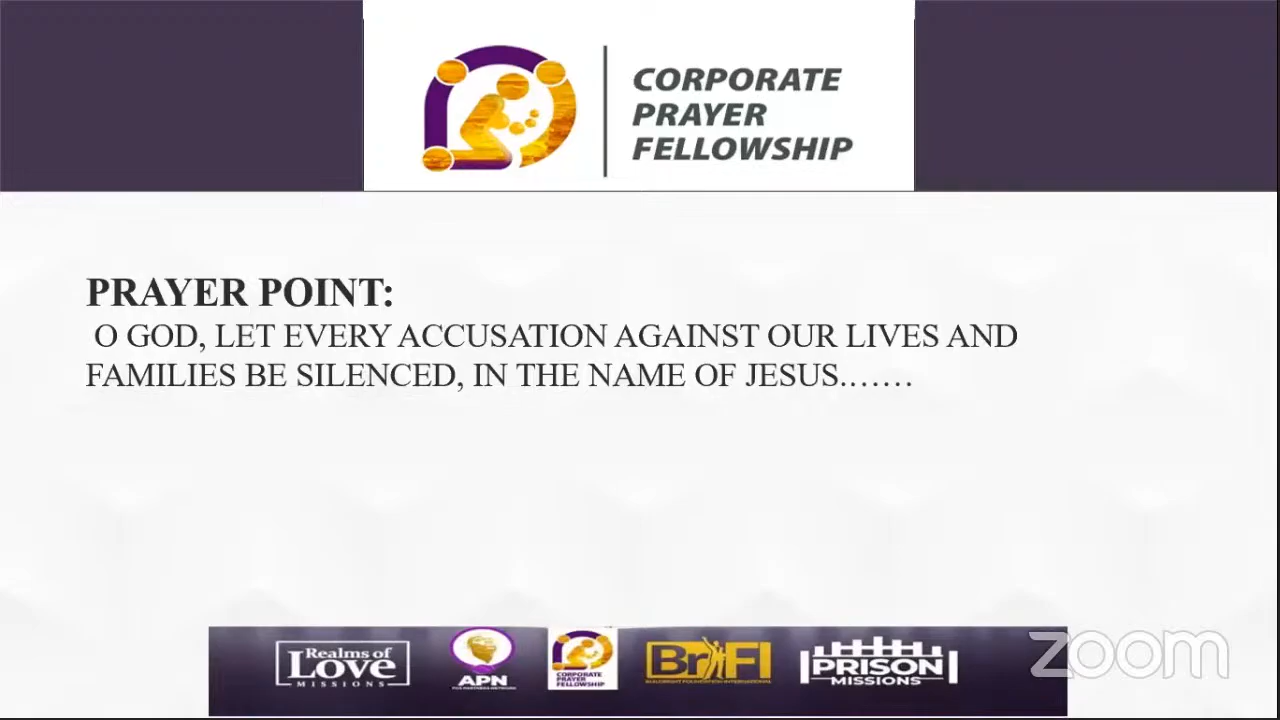 CORPORATE
PRAYER
FELLOWSHIP
PRAYER POINT:
O GOD, LET EVERY ACCUSATION AGAINST OUR LIVES AND
FAMILIES BE SILENCED, IN THE NAME OF JESUS.……
Realms of
Love
MISSIONS
APN
CORPORATE
PRAYER
FELLOWSHIP
BrFI
PRISON
MISSIONS
zoom